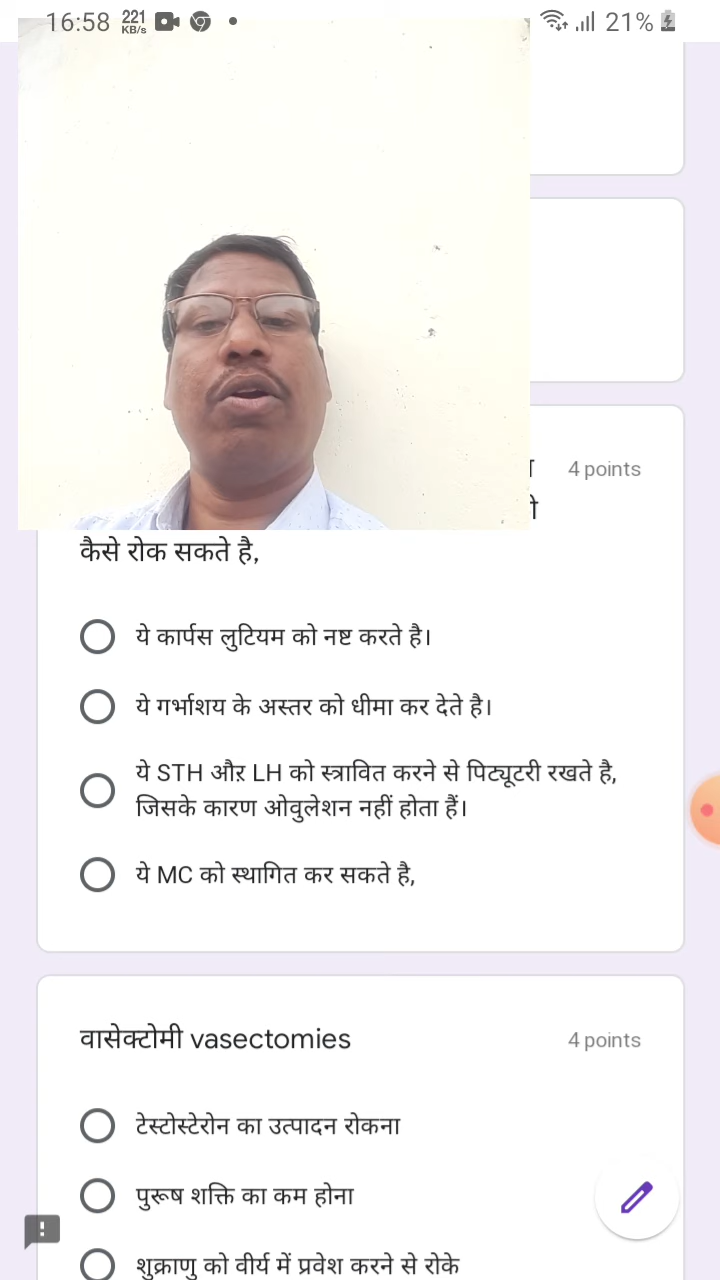 16:58 221 KB/s 21%
4 points
कैसे रोक सकते है,
ये कार्पस लुटियम को नष्ट करते है।
ये गर्भाशय के अस्तर को धीमा कर देते है।
ये STH औऱ LH को स्त्रावित करने से पिट्यूटरी रखते है,
जिसके कारण ओवुलेशन नहीं होता हैं।
ये MC को स्थागित कर सकते है,
वासेक्टोमी vasectomies 4 points
टेस्टोस्टेरोन का उत्पादन रोकना
पुरूष शक्ति का कम होना
शुक्राणु को वीर्य में प्रवेश करने से रोके